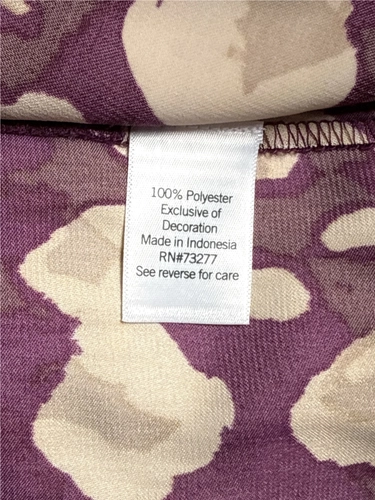 100% Polyester
Exclusive of
Decoration
Made in Indonesia
RN#73277
See reverse for care